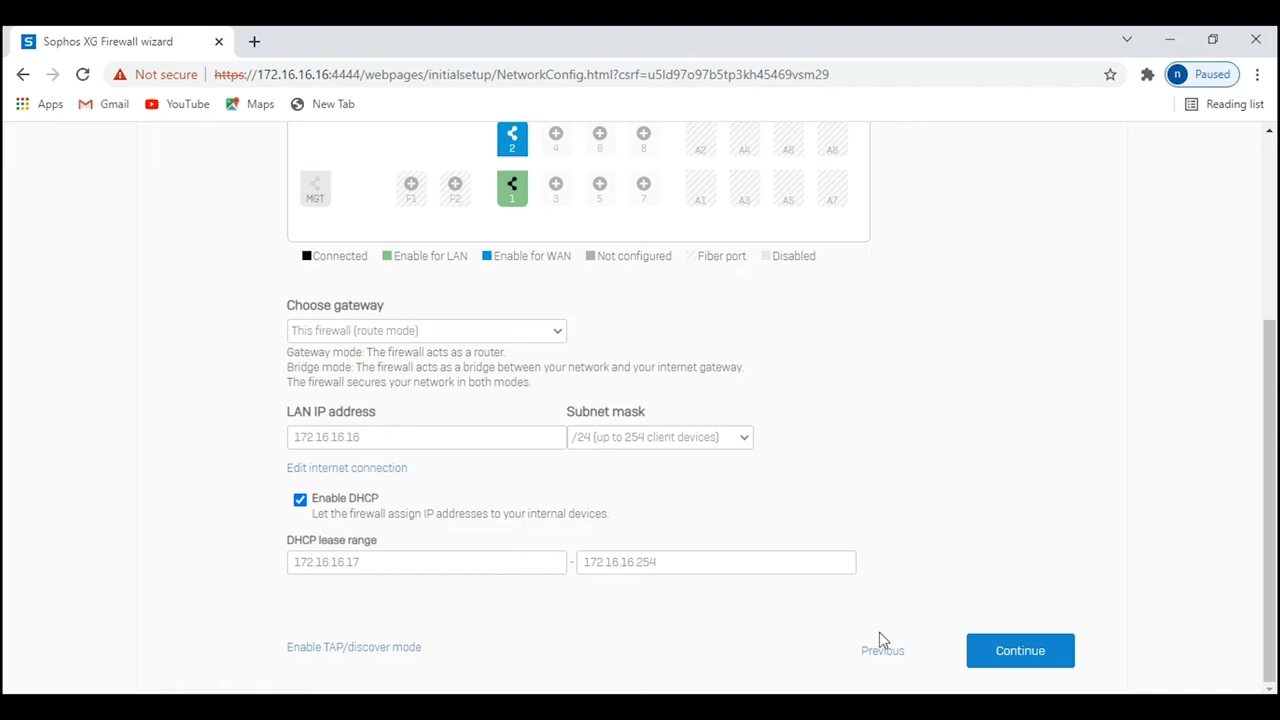 Sophos XG Firewall wizard
Not secure
https://172.16.16.16:4444/webpages/initialsetup/NetworkConfig.html?csrf=u5ld97o97b5tp3kh45469vsm29
n Paused
Apps Gmail YouTube Maps New Tab Reading list
2 4 6 8 A2 A4 A6 A8
MGT F1 F2 1 3 5 7 A1 A3 A5 A7
Connected Enable for LAN Enable for WAN Not configured Fiber port Disabled
Choose gateway
This firewall (route mode)
Gateway mode: The firewall acts as a router.
Bridge mode: The firewall acts as a bridge between your network and your internet gateway.
The firewall secures your network in both modes.
LAN IP address Subnet mask
172.16.16.16 /24 (up to 254 client devices)
Edit internet connection
Enable DHCP
Let the firewall assign IP addresses to your internal devices.
DHCP lease range
172.16.16.17 - 172.16.16.254
Enable TAP/discover mode Previous Continue